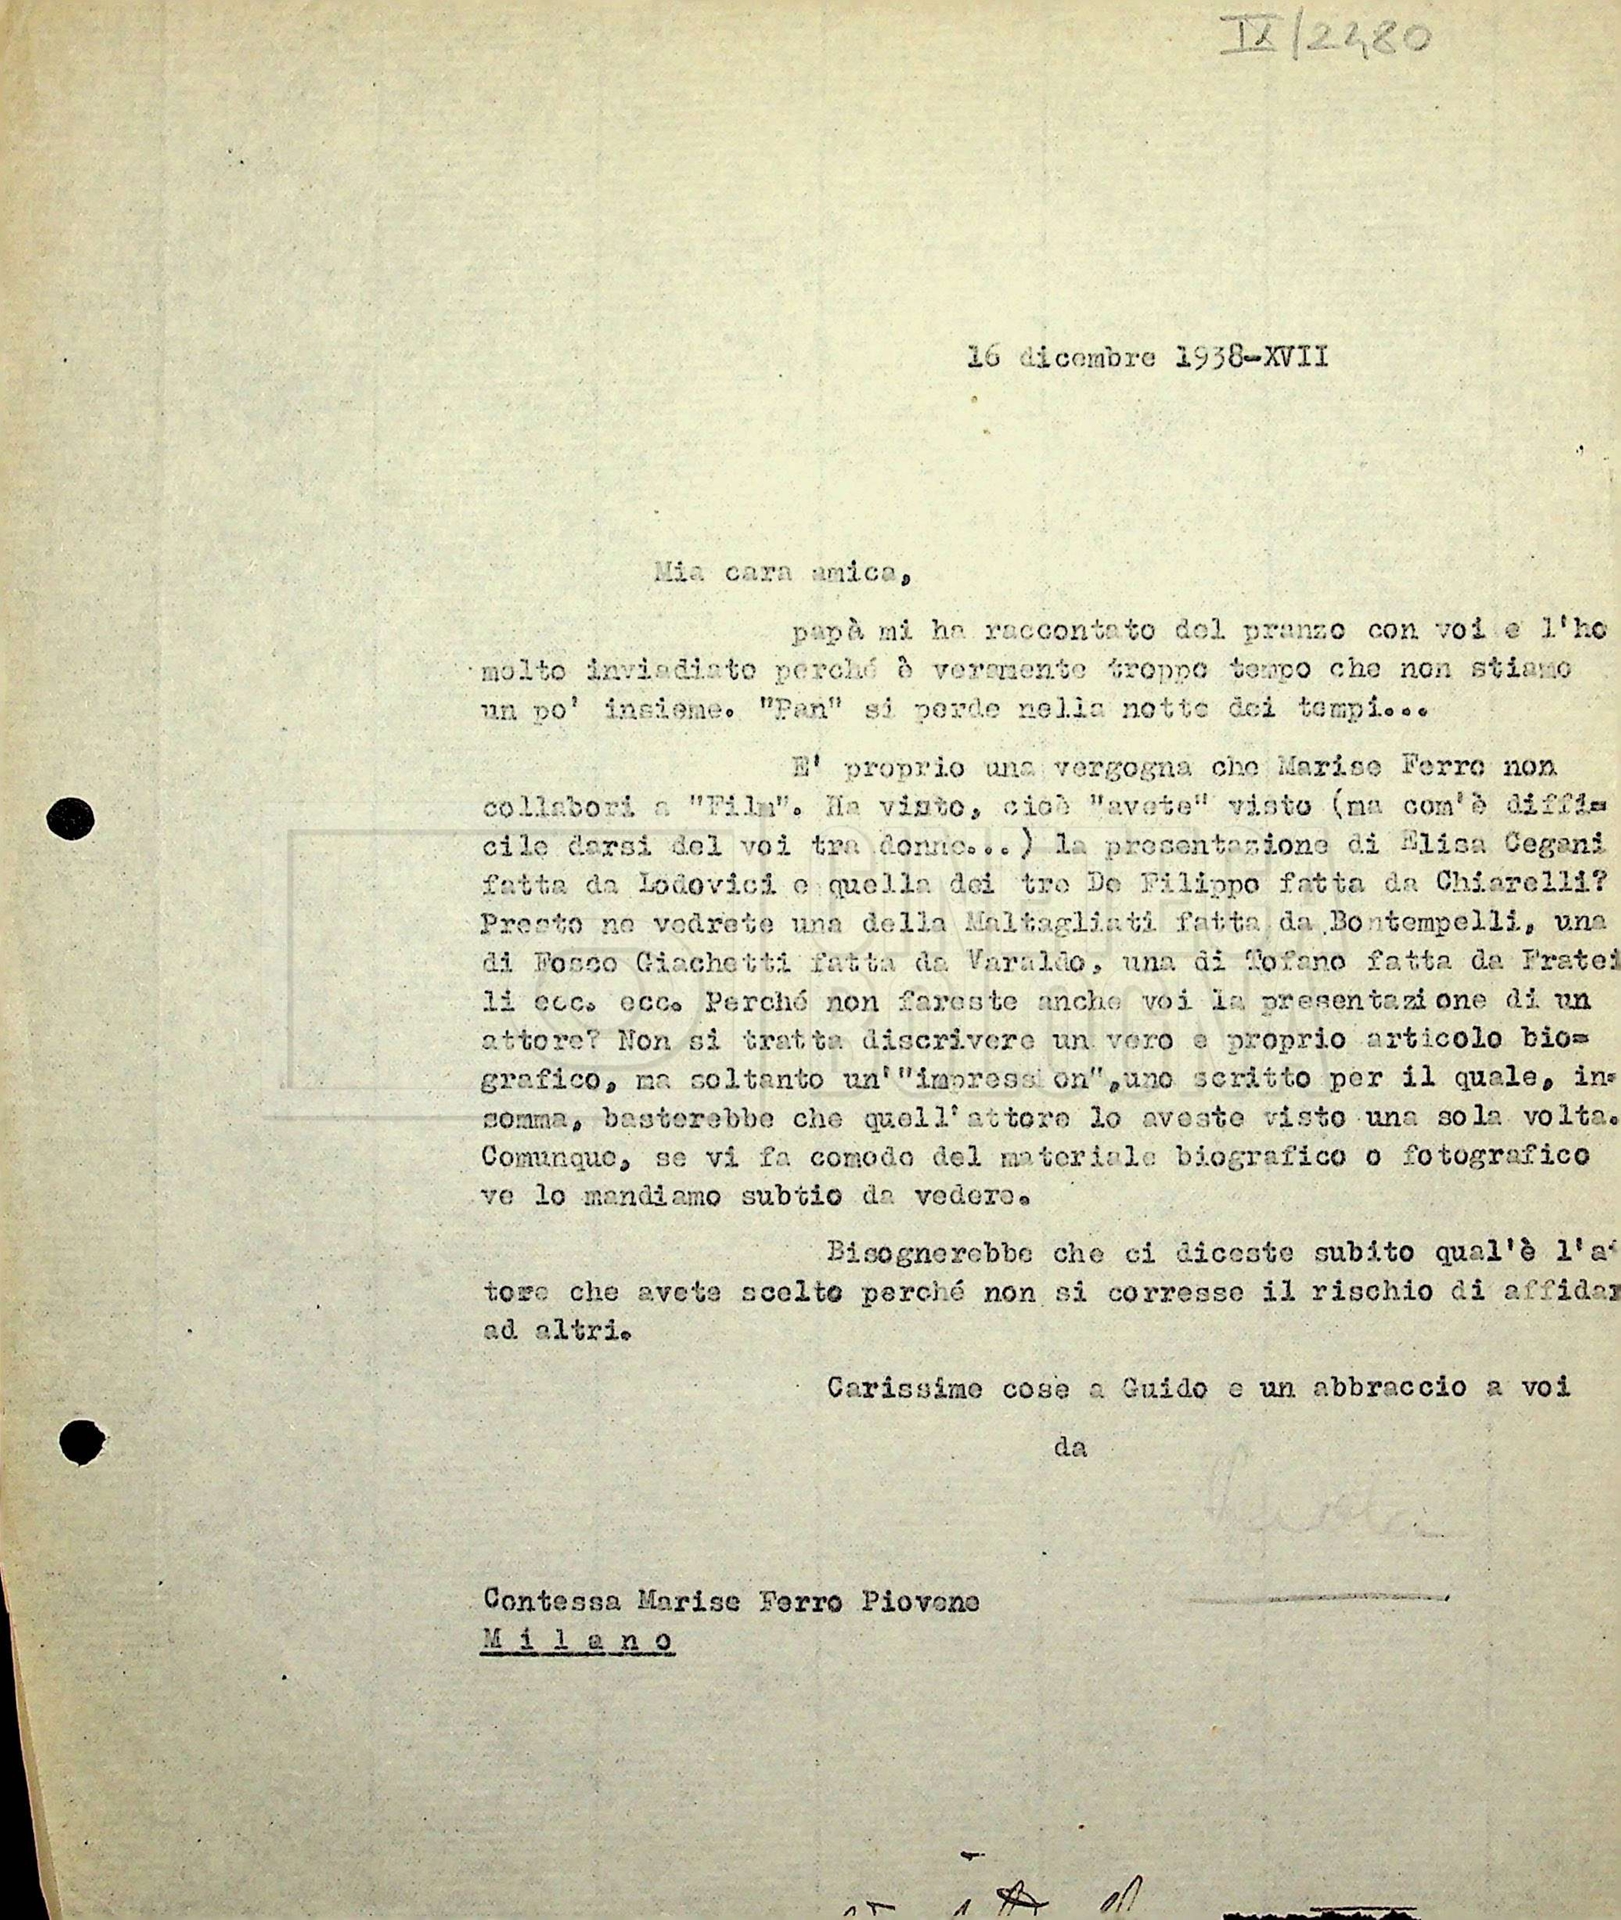 IX/2480
16 dicembre 1938-XVII
Mia cara amica,
papà mi ha raccontato del pranzo con voi e l'ho
molto inviadiato perché è veramente troppo tempo che non stiamo
un po' insieme. "Pan" si perde nella notte dei tempi...
E' proprio una vergogna che Marise Ferro non
collabori a "Film". Ha visto, cioè "avete" visto (ma com'è diffi=
cile darsi del voi tra donne...) la presentazione di Elisa Cegani
fatta da Lodovici e quella dei tre De Filippo fatta da Chiarelli?
Presto ne vedrete una della Maltagliati fatta da Bontempelli, una
di Fosco Giachetti fatta da Varaldo, una di Tofano fatta da Fratei
li ecc. ecc. Perché non fareste anche voi la presentazione di un
attore? Non si tratta discrivere un vero e proprio articolo bio=
grafico, ma soltanto un'"impression",uno scritto per il quale, in=
somma, basterebbe che quell'attore lo aveste visto una sola volta.
Comunque, se vi fa comodo del materiale biografico o fotografico
ve lo mandiamo subtio da vedere.
Bisognerebbe che ci diceste subito qual'è l'at
tore che avete scelto perché non si corresse il rischio di affidar
ad altri.
Carissime cose a Guido e un abbraccio a voi
da
Contessa Marise Ferro Piovene
Milano